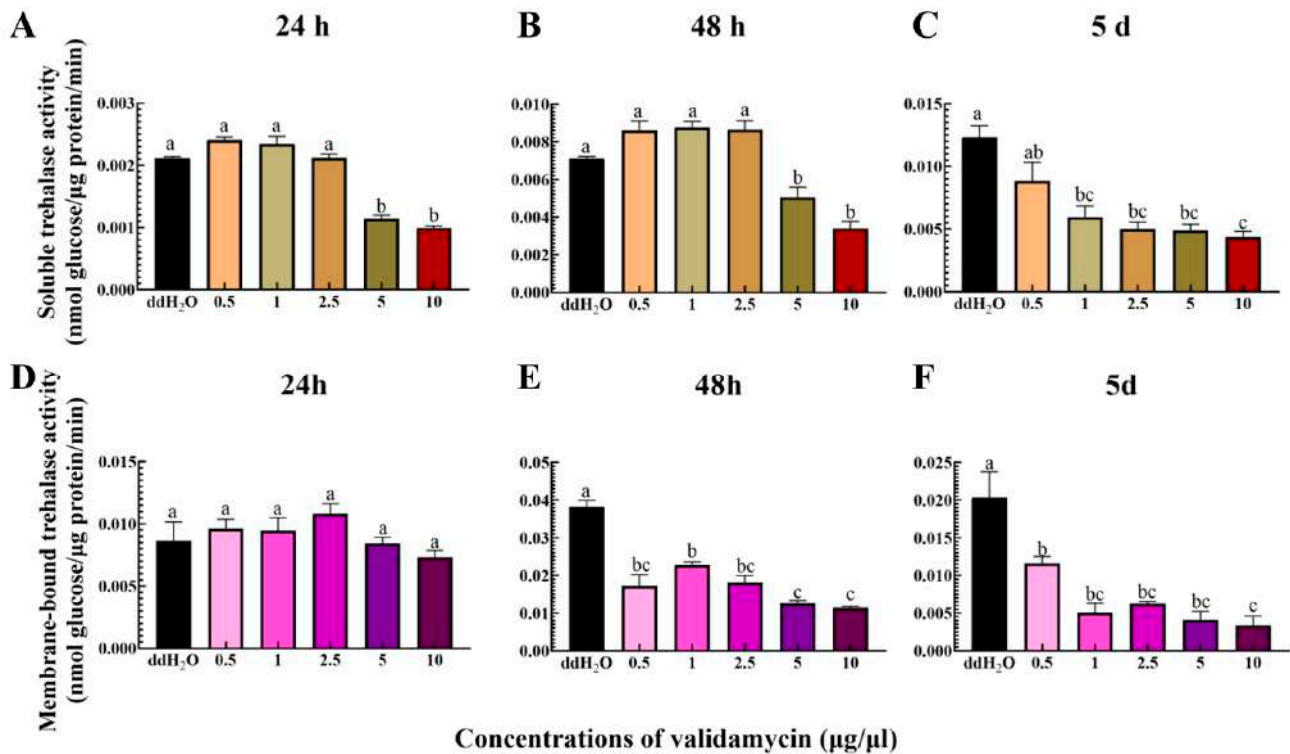 A 24 h
Soluble trehalase activity
(nmol glucose/μg protein/min)
0.003
0.002
0.001
0.000
a a a a b b
ddH₂O 0.5 1 2.5 5 10
B 48 h
0.010
0.008
0.006
0.004
0.002
0.000
a a a a b b
ddH₂O 0.5 1 2.5 5 10
C 5 d
0.015
0.010
0.005
0.000
a ab bc bc bc c
ddH₂O 0.5 1 2.5 5 10
D 24h
Membrane-bound trehalase activity
(nmol glucose/μg protein/min)
0.015
0.010
0.005
0.000
a a a a a a
ddH₂O 0.5 1 2.5 5 10
E 48h
0.05
0.04
0.03
0.02
0.01
0.00
a bc b bc c c
ddH₂O 0.5 1 2.5 5 10
F 5d
0.025
0.020
0.015
0.010
0.005
0.000
a b bc bc bc c
ddH₂O 0.5 1 2.5 5 10
Concentrations of validamycin (μg/μl)